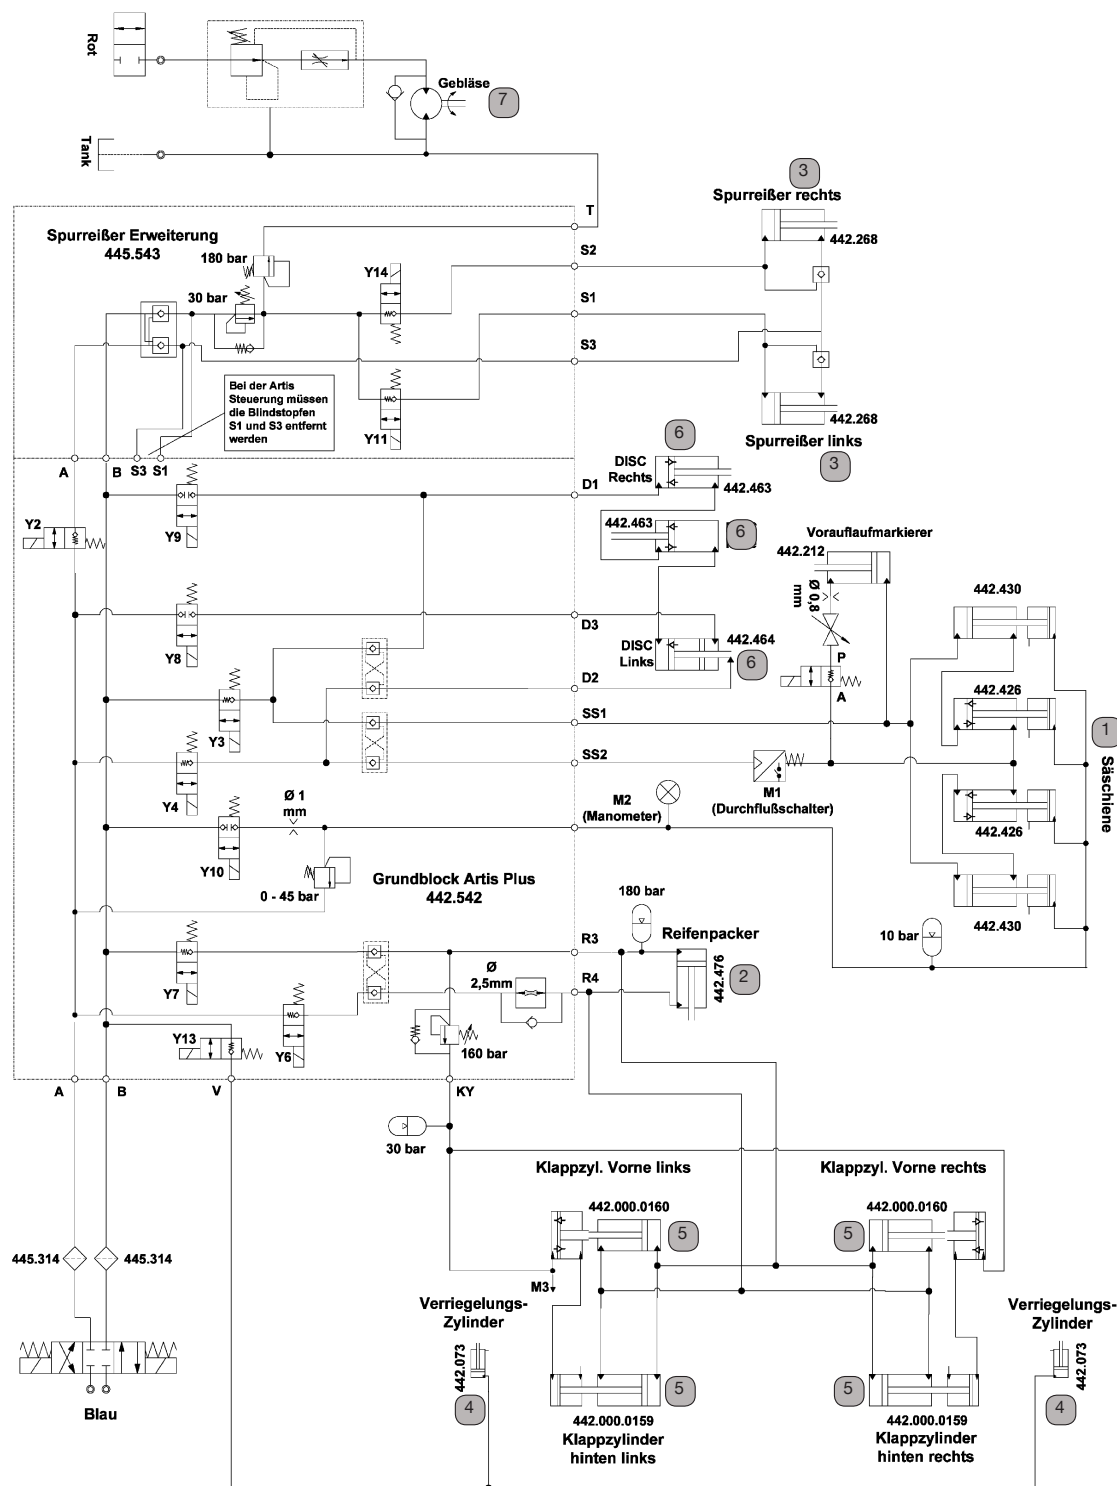 Rot
Gebläse
7
Tank
3
Spurreißer rechts
442.268
T
Spurreißer Erweiterung
445.543
180 bar
S2
Y14
30 bar
S1
S3
Bei der Artis
Steuerung müssen
die Blindstopfen
S1 und S3 entfernt
werden
Y11
442.268
Spurreißer links
3
A
B
S3
S1
6
DISC
Rechts
442.463
D1
Y2
Y9
442.463
6
Vorauflaufmarkierer
442.212
Ø 0,8
mm
442.430
D3
Y8
DISC
Links
442.464
6
P
A
D2
SS1
Y3
442.426
1
Säschiene
SS2
Y4
M1
(Durchflußschalter)
M2
(Manometer)
Ø 1
mm
442.426
Y10
0 - 45 bar
Grundblock Artis Plus
442.542
180 bar
442.430
10 bar
Reifenpacker
R3
442.476
2
Ø
2,5mm
R4
Y7
Y6
Y13
160 bar
A
B
V
KY
30 bar
Klappzyl. Vorne links
Klappzyl. Vorne rechts
442.000.0160
442.000.0160
5
5
445.314
445.314
M3
Verriegelungs-
Zylinder
Verriegelungs-
Zylinder
442.073
442.073
4
5
5
4
Blau
442.000.0159
Klappzylinder
hinten links
442.000.0159
Klappzylinder
hinten rechts